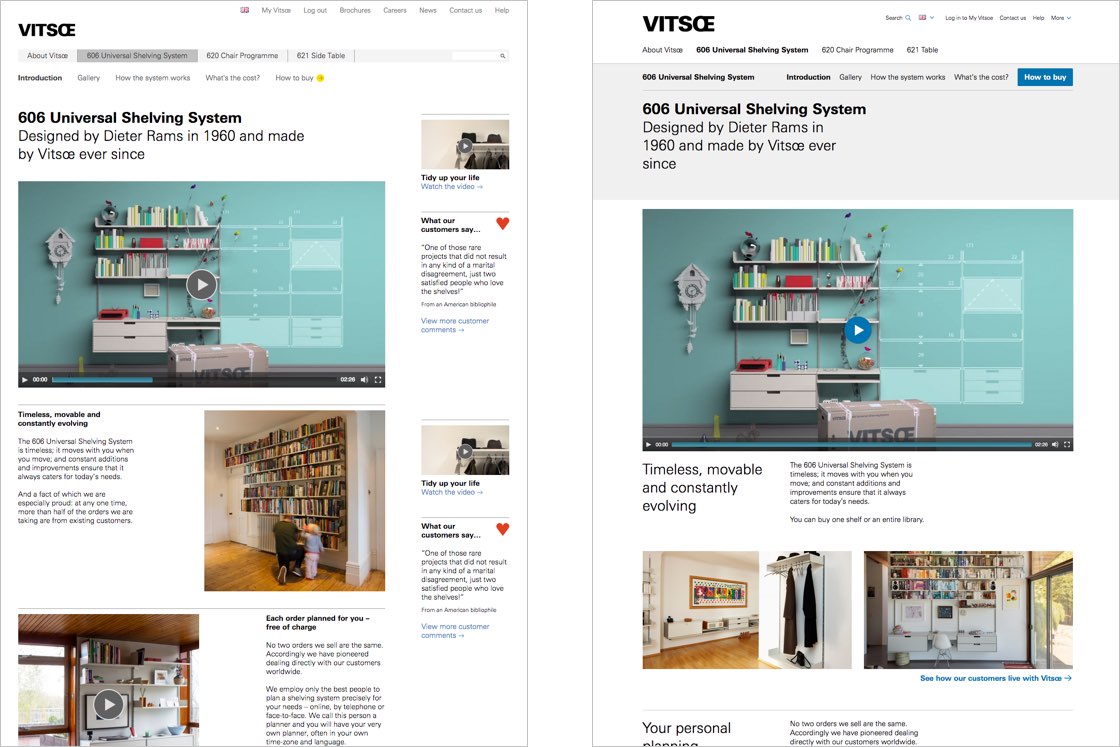 My Vitsœ Log out Brochures Careers News Contact us Help
VITSŒ
About Vitsœ 606 Universal Shelving System 620 Chair Programme 621 Side Table
Introduction Gallery How the system works What's the cost? How to buy
606 Universal Shelving System
Designed by Dieter Rams in 1960 and made
by Vitsœ ever since
VITSŒ
00:00 02:26
Timeless, movable and
constantly evolving
The 606 Universal Shelving System
is timeless; it moves with you when
you move; and constant additions
and improvements ensure that it
always caters for today's needs.
And a fact of which we are
especially proud: at any one time,
more than half of the orders we are
taking are from existing customers.
Each order planned for you –
free of charge
No two orders we sell are the same.
Accordingly we have pioneered
dealing directly with our customers
worldwide.
We employ only the best people to
plan a shelving system precisely for
your needs – online, by telephone or
face-to-face. We call this person a
planner and you will have your very
own planner, often in your own
time-zone and language.
Tidy up your life
Watch the video →
What our
customers say…
“One of those rare
projects that did not result
in any kind of a marital
disagreement, just two
satisfied people who love
the shelves!”
From an American bibliophile
View more customer
comments →
Tidy up your life
Watch the video →
What our
customers say…
“One of those rare
projects that did not result
in any kind of a marital
disagreement, just two
satisfied people who love
the shelves!”
From an American bibliophile
View more customer
comments →
VITSŒ
Search Log in to My Vitsoe Contact us Help More
About Vitsœ 606 Universal Shelving System 620 Chair Programme 621 Table
606 Universal Shelving System Introduction Gallery How the system works What's the cost? How to buy
606 Universal Shelving System
Designed by Dieter Rams in
1960 and made by Vitsœ ever
since
VITSŒ
00:00 02:26
Timeless, movable
and constantly
evolving
The 606 Universal Shelving System is
timeless; it moves with you when you
move; and constant additions and
improvements ensure that it always
caters for today's needs.
You can buy one shelf or an entire library.
See how our customers live with Vitsœ →
Your personal
planning
No two orders we sell are the same.
Accordingly we have pioneered
dealing directly with our customers